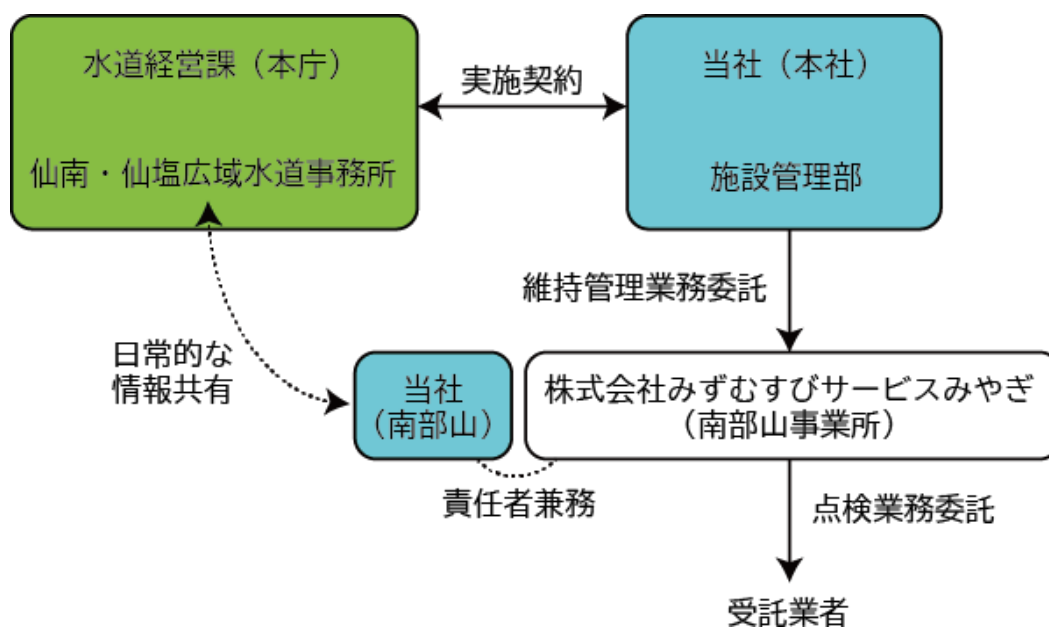 水道経営課（本庁）
仙南・仙塩広域水道事務所
実施契約
当社（本社）
施設管理部
維持管理業務委託
日常的な
情報共有
当社
（南部山）
株式会社みずむすびサービスみやぎ
（南部山事業所）
責任者兼務
点検業務委託
受託業者